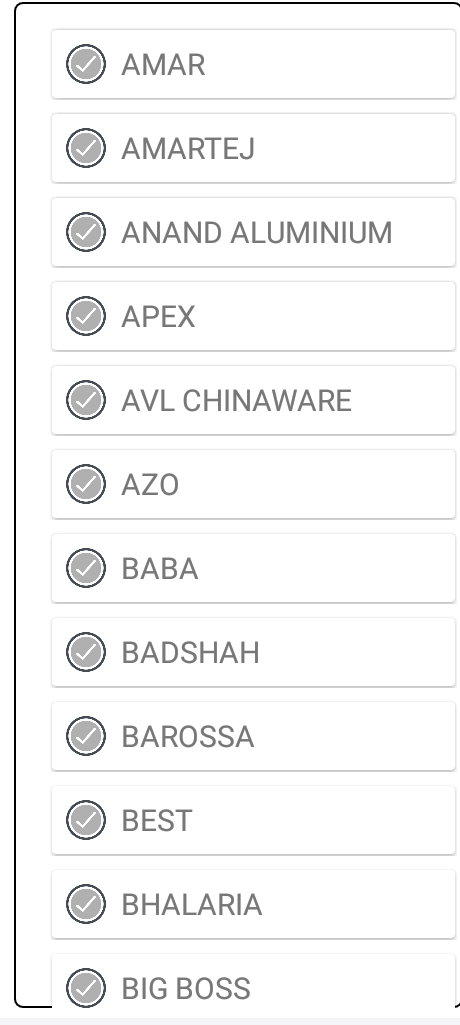 AMAR
AMARTEJ
ANAND ALUMINIUM
APEX
AVL CHINAWARE
AZO
BABA
BADSHAH
BAROSSA
BEST
BHALARIA
BIG BOSS